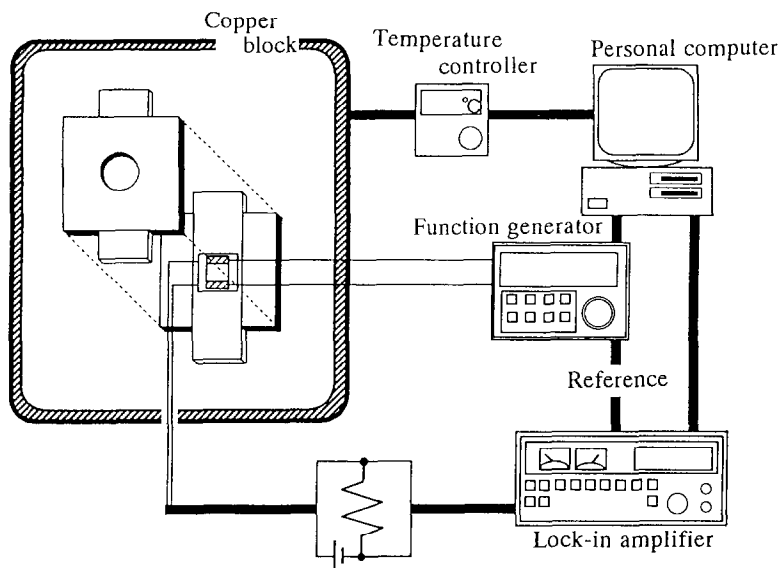 Copper
block
Temperature
controller
Personal computer
Function generator
Reference
Lock-in amplifier